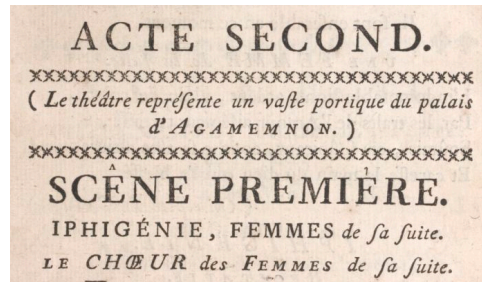 ACTE SECOND.
( Le théâtre repréſente un vaſte portique du palais
d'AGAMEMNON. )
SCÊNE PREMIÈRE.
IPHIGÉNIE, FEMMES de ſa ſuite.
LE CHŒUR des FEMMES de ſa ſuite.